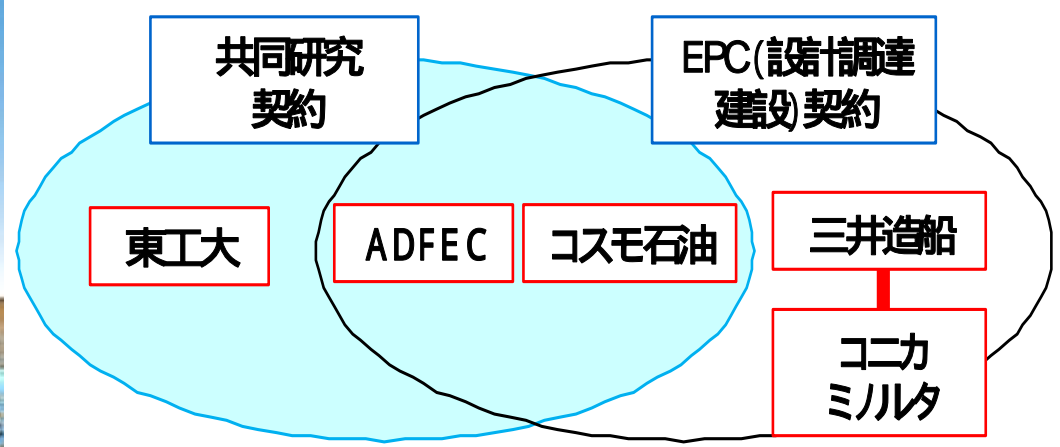 共同研究
契約
EPC(設計調達
建設)契約
東工大
ADFEC
コスモ石油
三井造船
コニカ
ミノルタ